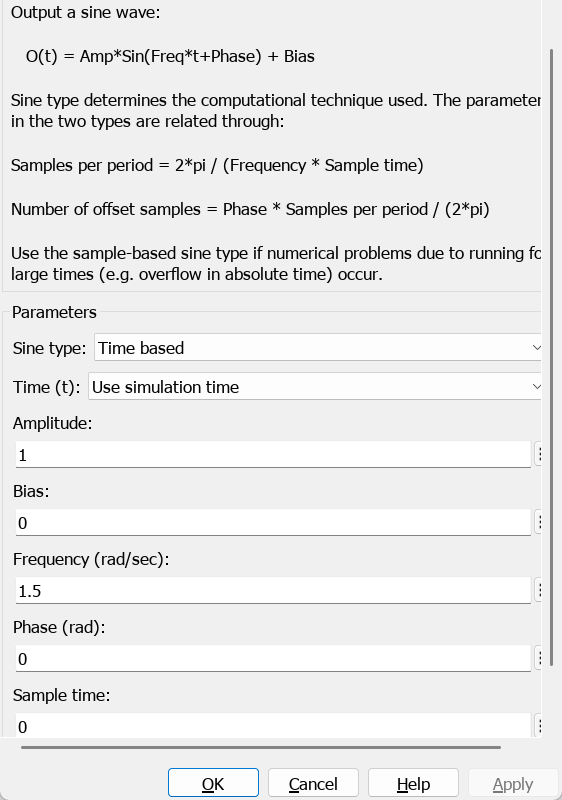 Output a sine wave:
O(t) = Amp*Sin(Freq*t+Phase) + Bias
Sine type determines the computational technique used. The parameter
in the two types are related through:
Samples per period = 2*pi / (Frequency * Sample time)
Number of offset samples = Phase * Samples per period / (2*pi)
Use the sample-based sine type if numerical problems due to running fo
large times (e.g. overflow in absolute time) occur.
Parameters
Sine type: Time based
Time (t): Use simulation time
Amplitude:
1
Bias:
0
Frequency (rad/sec):
1.5
Phase (rad):
0
Sample time:
0
OK Cancel Help Apply